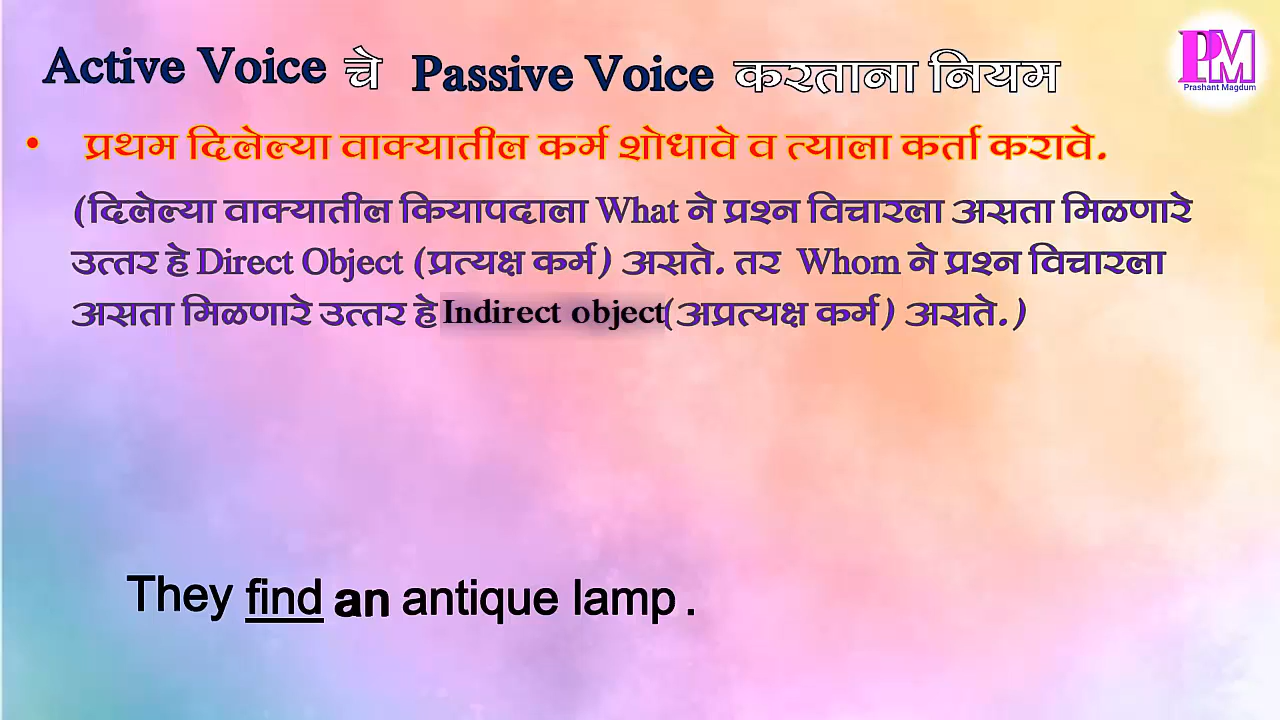 Active Voice चे Passive Voice करताना नियम
PM
Prashant Magdum
• प्रथम दिलेल्या वाक्यातील कर्म शोधावे व त्याला कर्ता करावे.
(दिलेल्या वाक्यातील कियापदाला What ने प्रश्न विचारला असता मिळणारे
उत्तर हे Direct Object (प्रत्यक्ष कर्म) असते. तर Whom ने प्रश्न विचारला
असता मिळणारे उत्तर हे Indirect object(अप्रत्यक्ष कर्म) असते.)
They find an antique lamp .